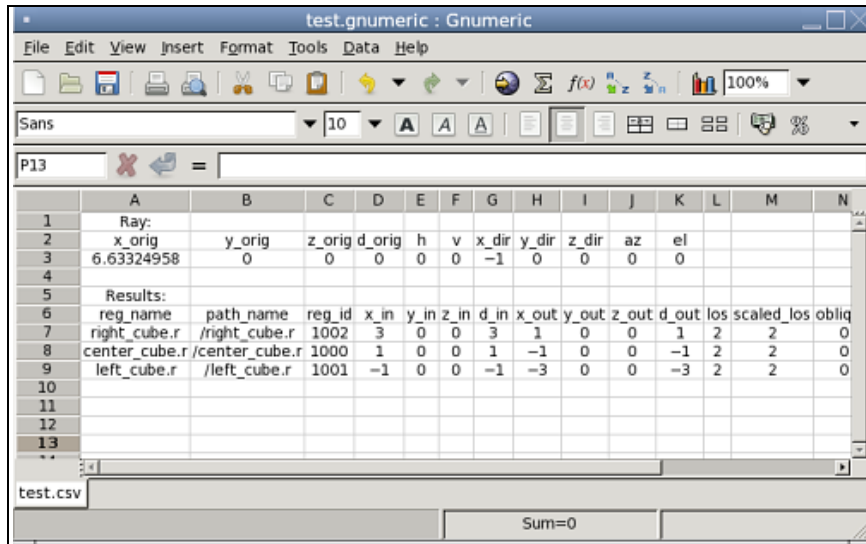 test.gnumeric : Gnumeric
File Edit View Insert Format Tools Data Help
f(x) 100%
Sans 10 A A A %
P13 =
A B C D E F G H I J K L M N
1 Ray:
2 x_orig y_orig z_orig d_orig h v x_dir y_dir z_dir az el
3 6.63324958 0 0 0 0 0 −1 0 0 0 0
4
5 Results:
6 reg_name path_name reg_id x_in y_in z_in d_in x_out y_out z_out d_out los scaled_los obliq
7 right_cube.r /right_cube.r 1002 3 0 0 3 1 0 0 1 2 2 0
8 center_cube.r /center_cube.r 1000 1 0 0 1 −1 0 0 −1 2 2 0
9 left_cube.r /left_cube.r 1001 −1 0 0 −1 −3 0 0 −3 2 2 0
10
11
12
13
test.csv
Sum=0